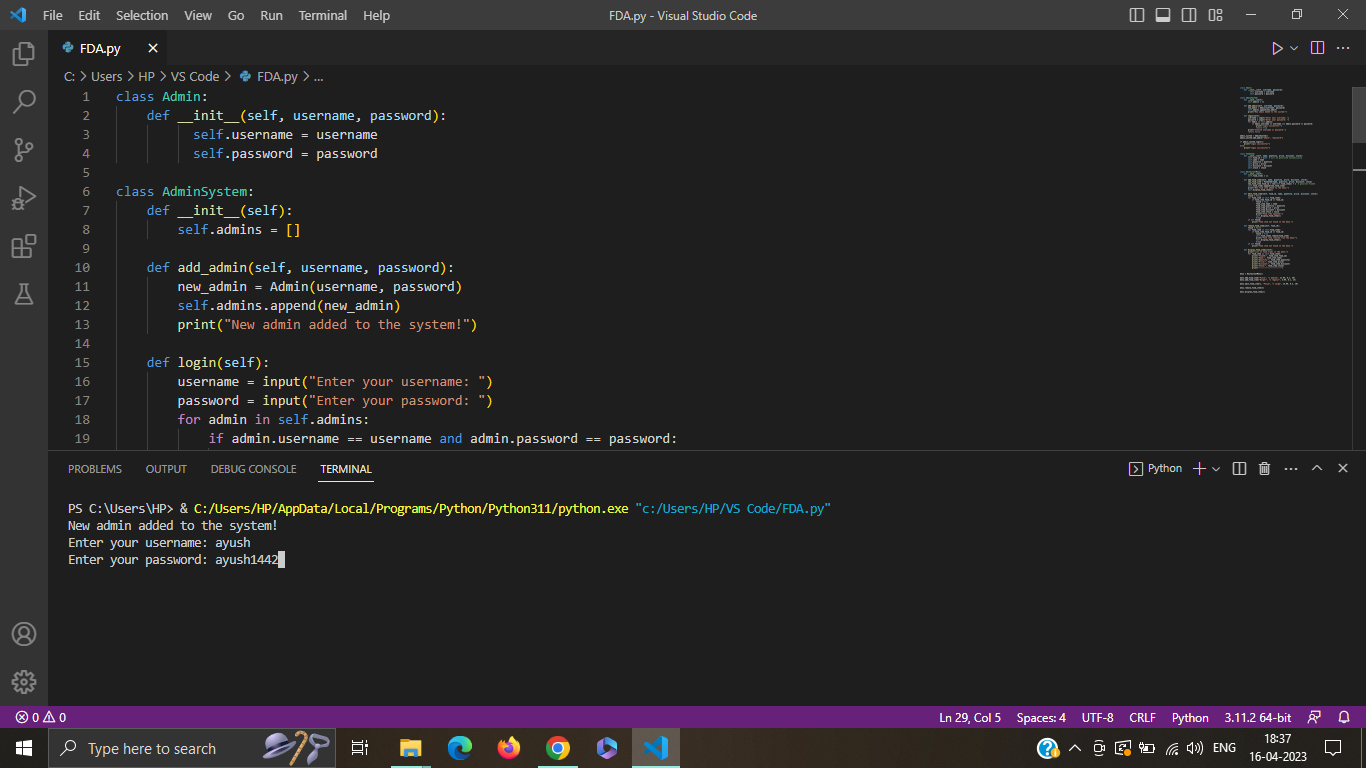 File Edit Selection View Go Run Terminal Help FDA.py - Visual Studio Code
FDA.py
C: > Users > HP > VS Code > FDA.py > ...
1 class Admin:
2 def __init__(self, username, password):
3 self.username = username
4 self.password = password
5
6 class AdminSystem:
7 def __init__(self):
8 self.admins = []
9
10 def add_admin(self, username, password):
11 new_admin = Admin(username, password)
12 self.admins.append(new_admin)
13 print("New admin added to the system!")
14
15 def login(self):
16 username = input("Enter your username: ")
17 password = input("Enter your password: ")
18 for admin in self.admins:
19 if admin.username == username and admin.password == password:
PROBLEMS OUTPUT DEBUG CONSOLE TERMINAL Python
PS C:\Users\HP> & C:/Users/HP/AppData/Local/Programs/Python/Python311/python.exe "c:/Users/HP/VS Code/FDA.py"
New admin added to the system!
Enter your username: ayush
Enter your password: ayush1442
0 0 Ln 29, Col 5 Spaces: 4 UTF-8 CRLF Python 3.11.2 64-bit
Type here to search ENG 18:37
16-04-2023